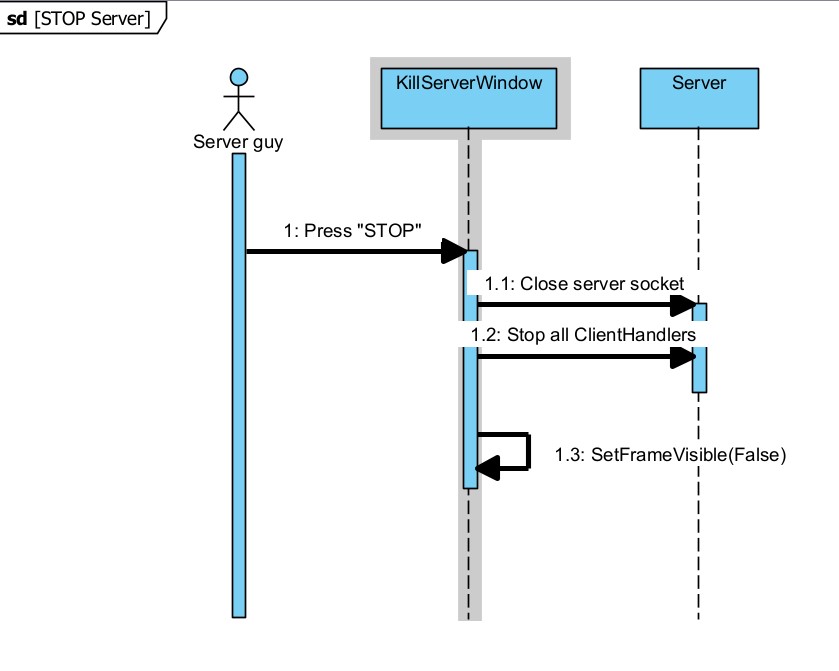 sd [STOP Server]
KillServerWindow
Server
Server guy
1: Press "STOP"
1.1: Close server socket
1.2: Stop all ClientHandlers
1.3: SetFrameVisible(False)